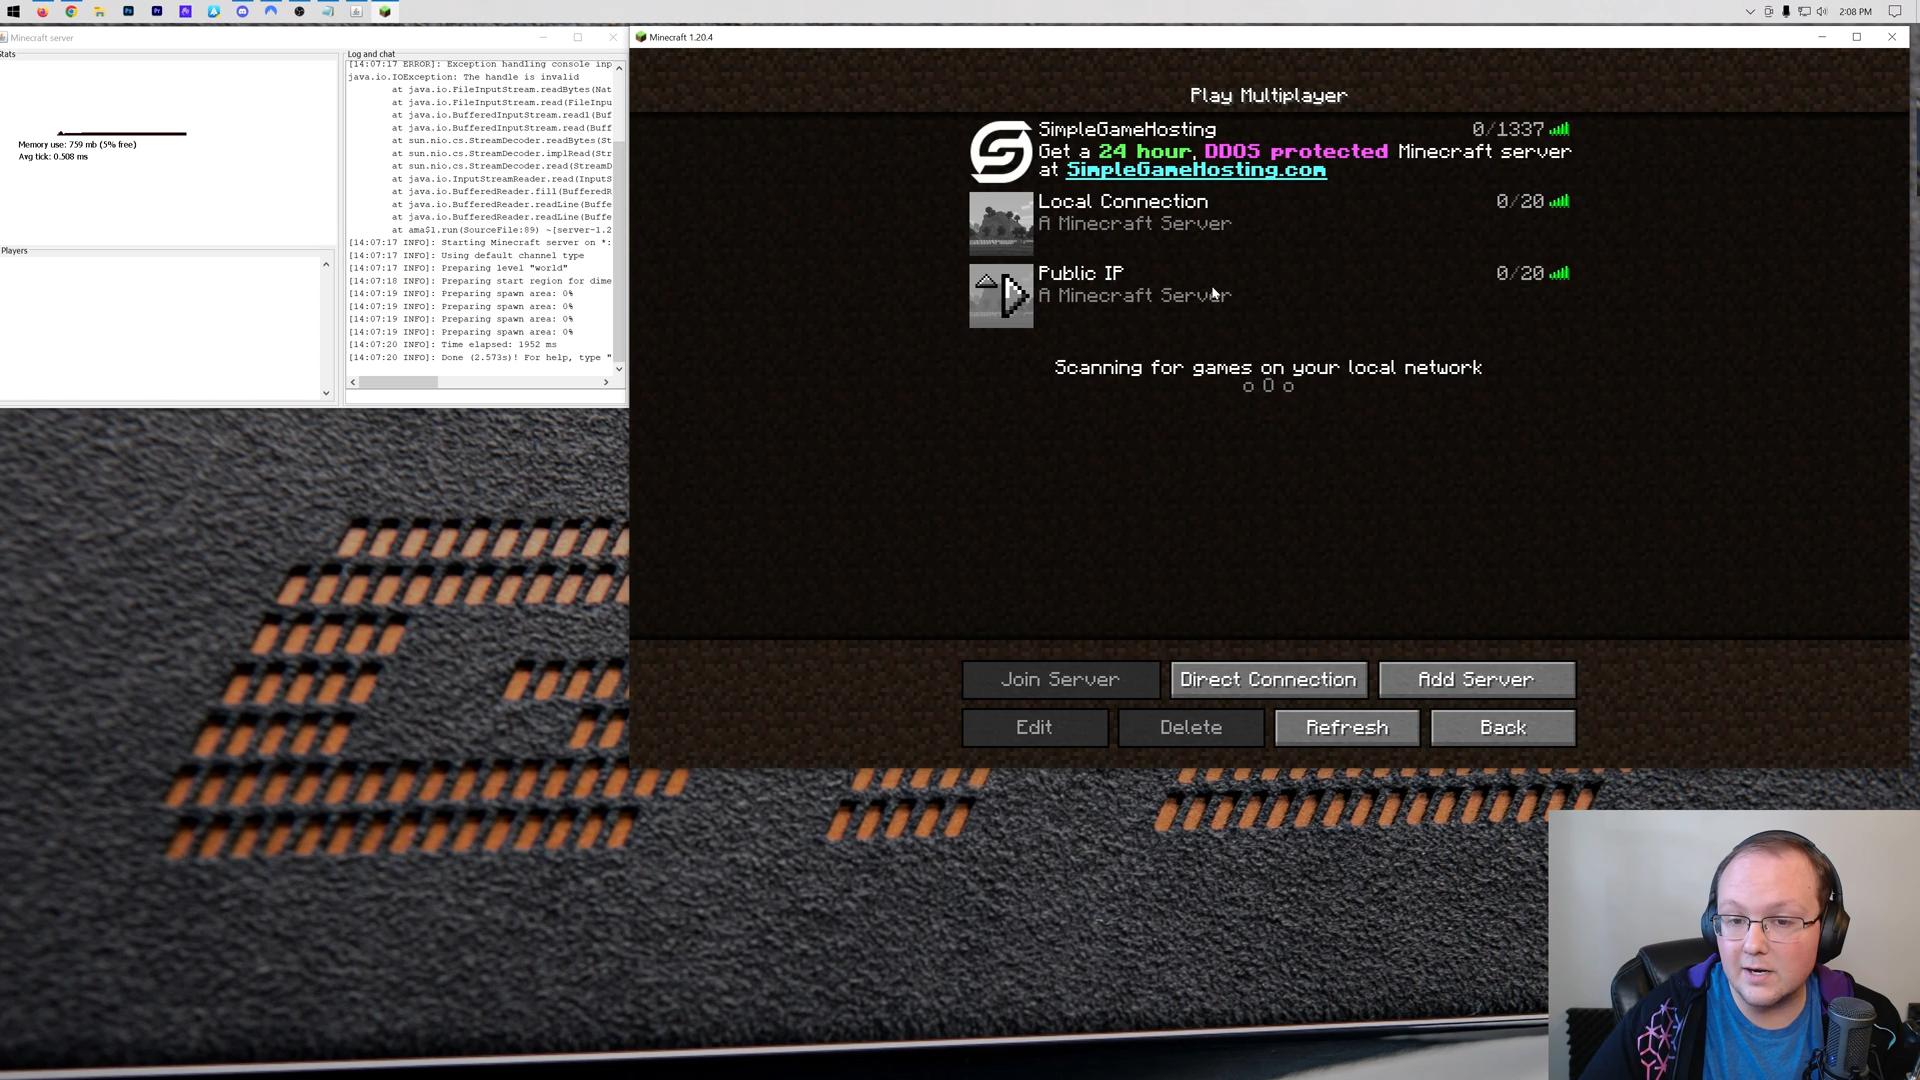 2:08 PM
Minecraft server
Stats
Memory use: 759 mb (5% free)
Avg tick: 0.508 ms
Players
Log and chat
[14:07:17 ERROR]: Exception handling console inp
java.io.IOException: The handle is invalid
at java.io.FileInputStream.readBytes(Nat
at java.io.FileInputStream.read(FileInpu
at java.io.BufferedInputStream.read1(Buf
at java.io.BufferedInputStream.read(Buff
at sun.nio.cs.StreamDecoder.readBytes(St
at sun.nio.cs.StreamDecoder.implRead(Str
at sun.nio.cs.StreamDecoder.read(StreamD
at java.io.InputStreamReader.read(InputS
at java.io.BufferedReader.fill(BufferedR
at java.io.BufferedReader.readLine(Buffe
at java.io.BufferedReader.readLine(Buffe
at ama$1.run(SourceFile:89) ~[server-1.2
[14:07:17 INFO]: Starting Minecraft server on *:
[14:07:17 INFO]: Using default channel type
[14:07:17 INFO]: Preparing level "world"
[14:07:18 INFO]: Preparing start region for dime
[14:07:19 INFO]: Preparing spawn area: 0%
[14:07:19 INFO]: Preparing spawn area: 0%
[14:07:19 INFO]: Preparing spawn area: 0%
[14:07:19 INFO]: Preparing spawn area: 0%
[14:07:20 INFO]: Time elapsed: 1952 ms
[14:07:20 INFO]: Done (2.573s)! For help, type "
Minecraft 1.20.4
Play Multiplayer
SimpleGameHosting 0/1337
Get a 24 hour, DDOS protected Minecraft server
at SimpleGameHosting.com
Local Connection 0/20
A Minecraft Server
Public IP 0/20
A Minecraft Server
Scanning for games on your local network
o O o
Join Server Direct Connection Add Server
Edit Delete Refresh Back